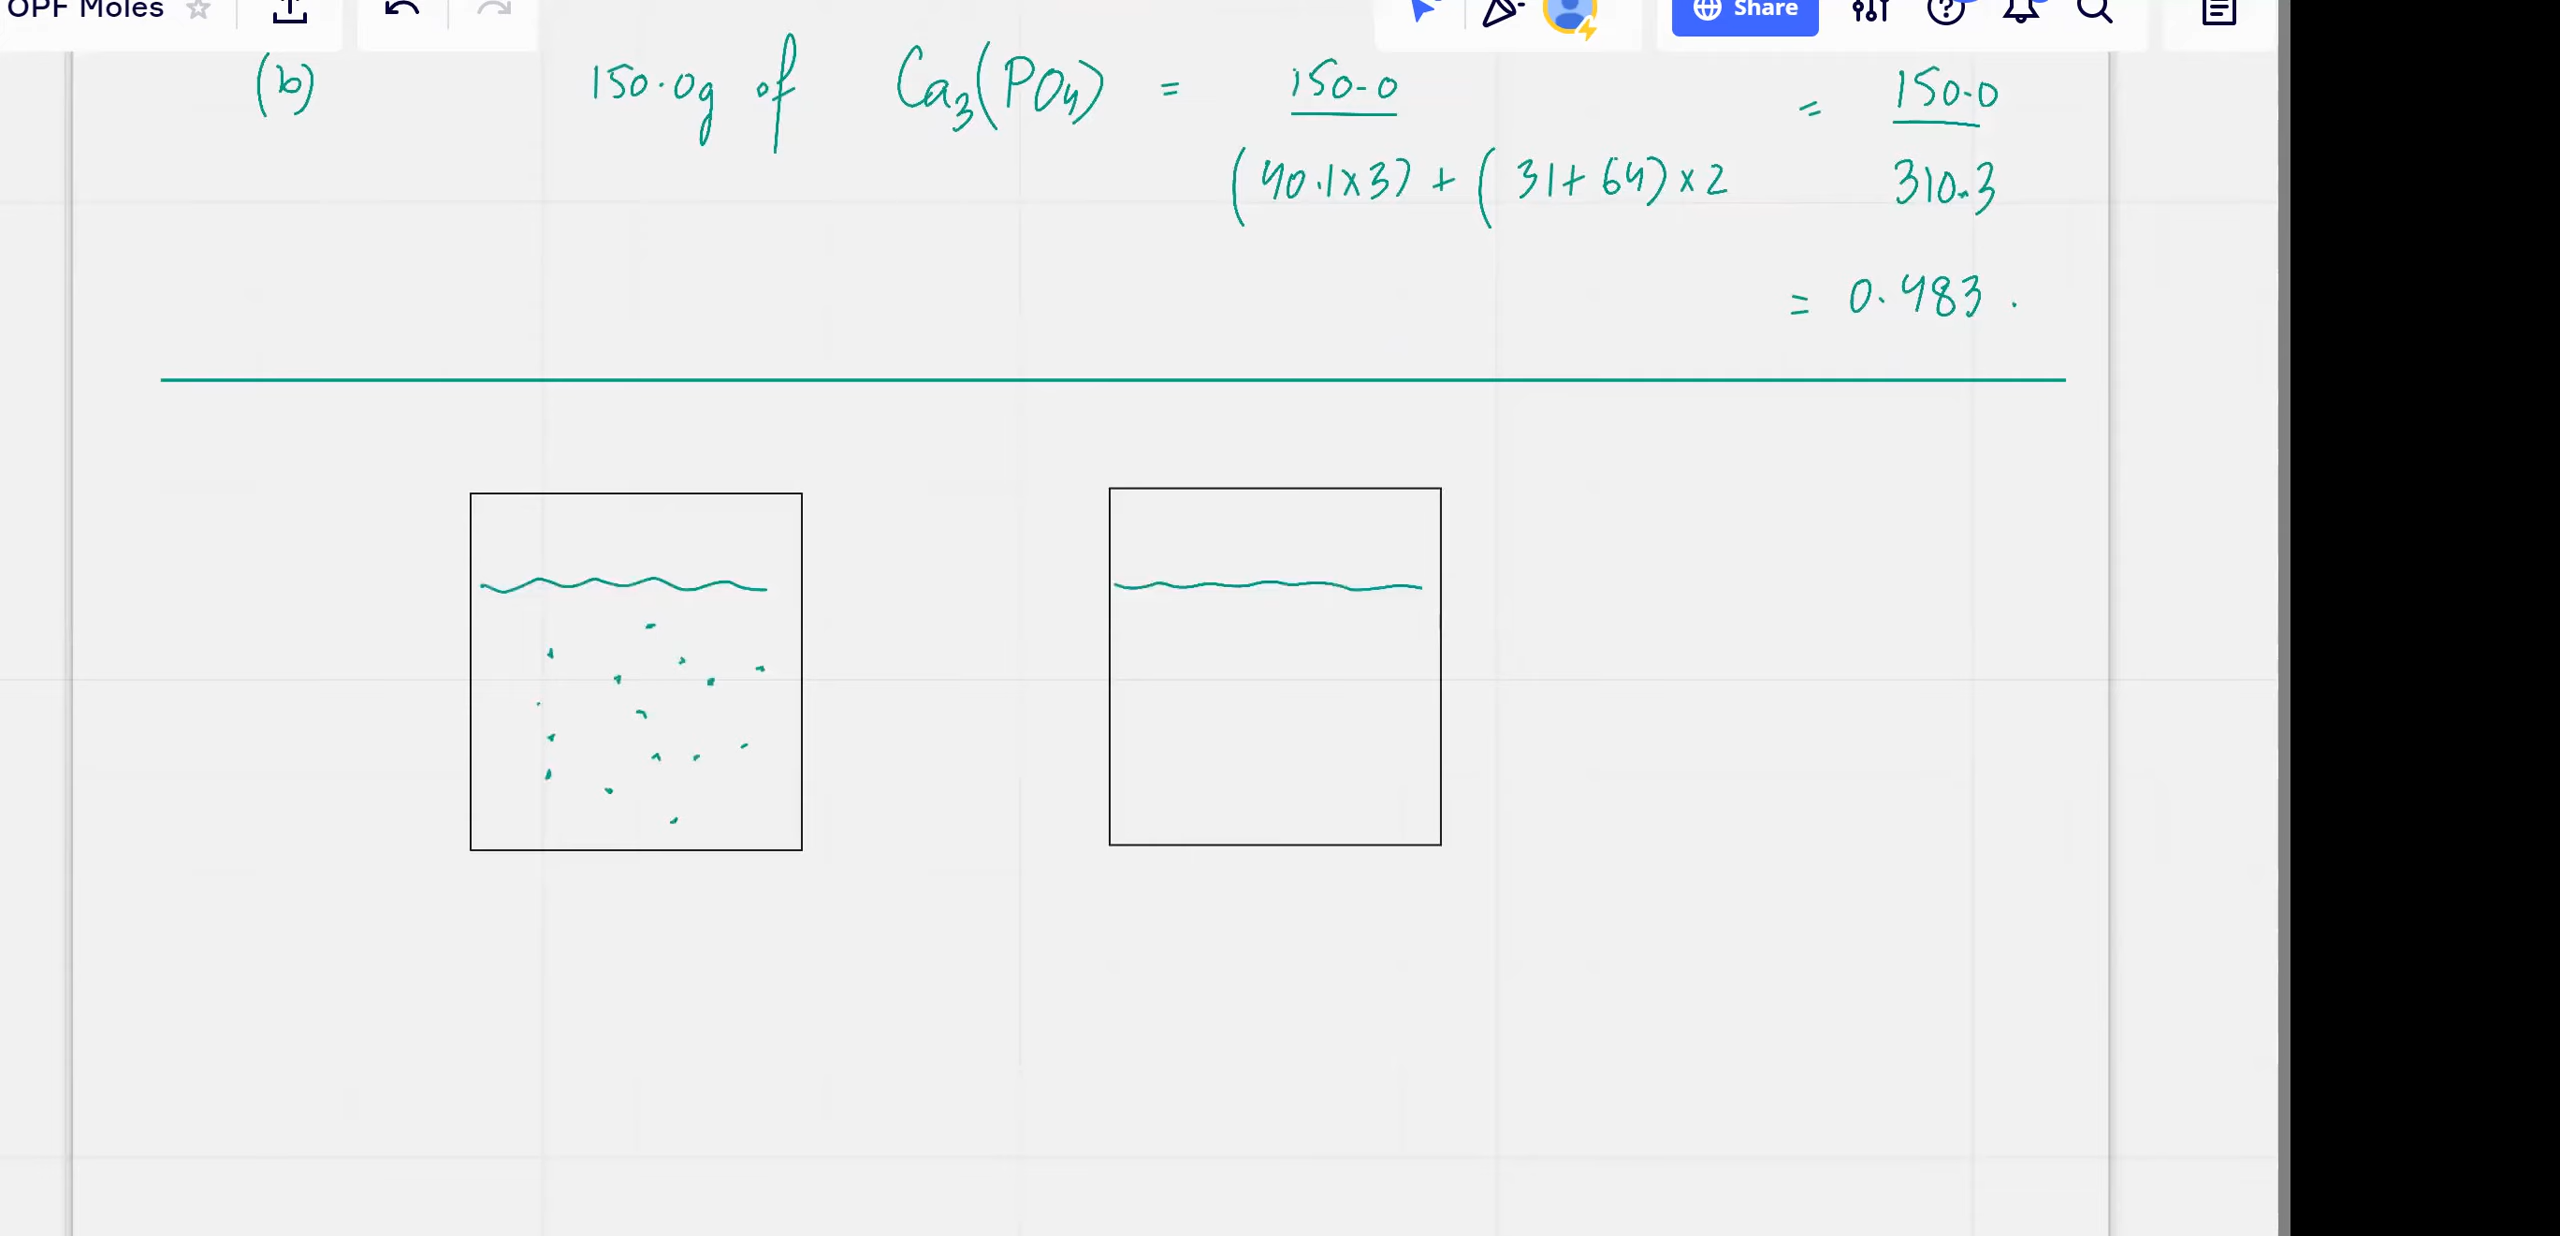 OPF Moles
Share
(b) 150.0g of Ca₃(PO₄) = 150.0 = 150.0
(40.1x3) + (31+64)x2 310.3
= 0.483.